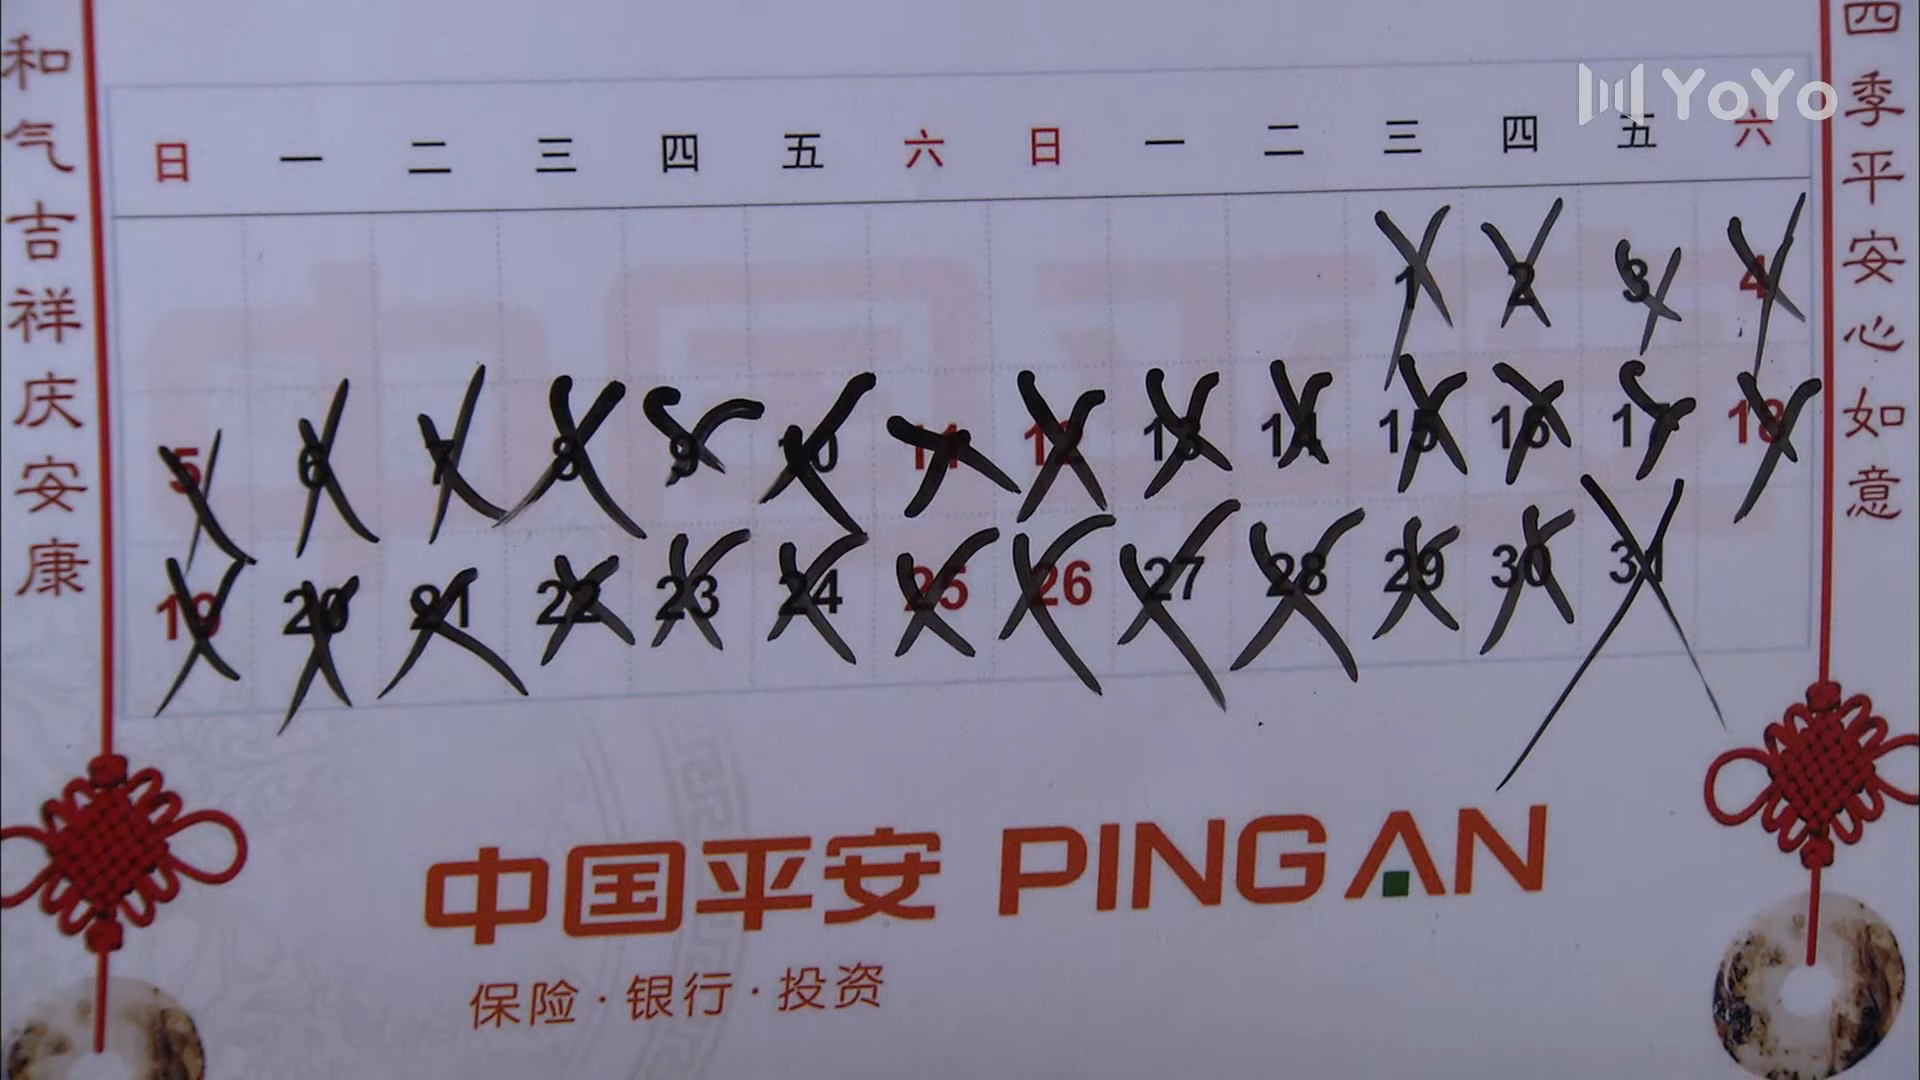 和气吉祥庆安康
四季平安心如意
YoYo
日 一 二 三 四 五 六 日 一 二 三 四 五 六
1 2 3 4
5 6 7 8 9 10 11 12 13 14 15 16 17 18
19 20 21 22 23 24 25 26 27 28 29 30 31
中国平安 PING AN
保险·银行·投资